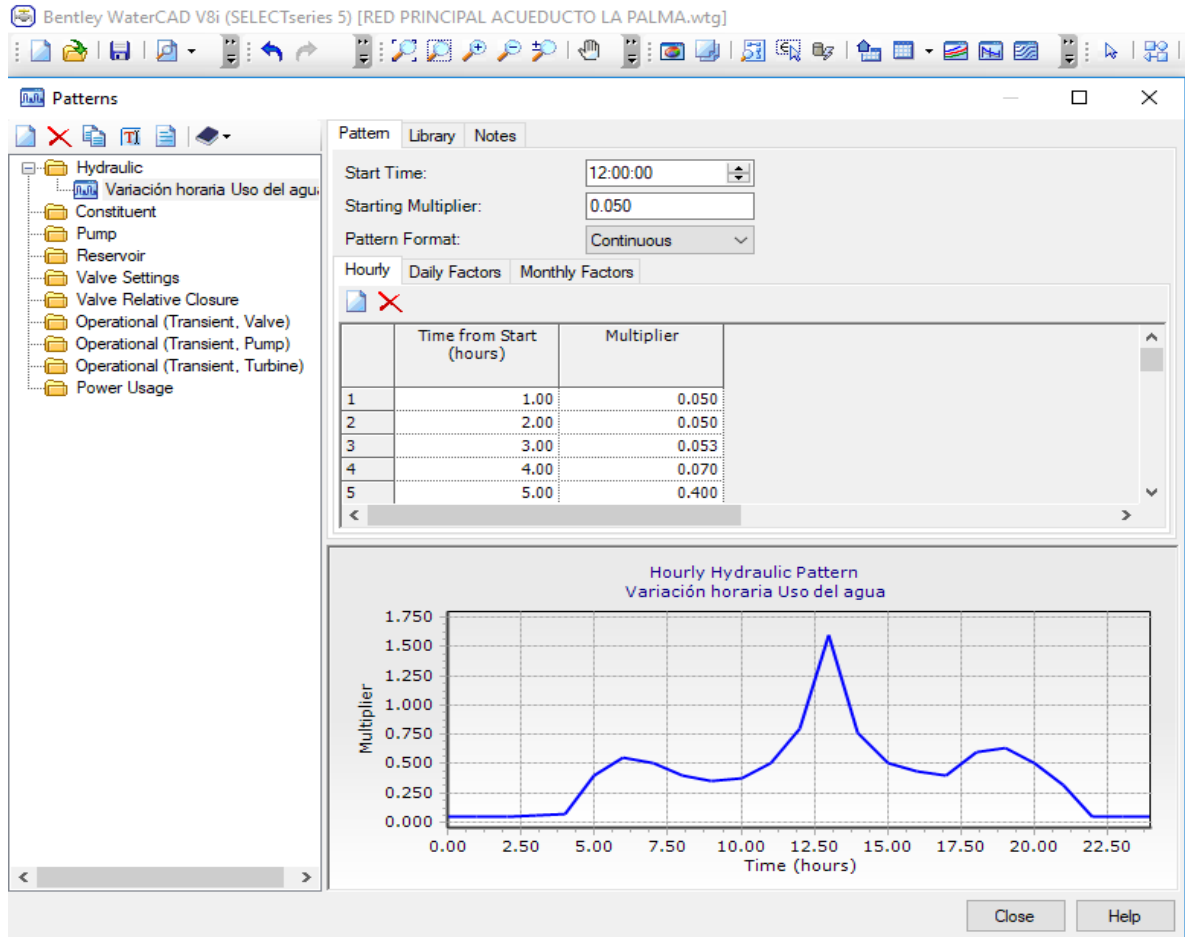 Bentley WaterCAD V8i (SELECTseries 5) [RED PRINCIPAL ACUEDUCTO LA PALMA.wtg]
Patterns
Hydraulic
Variación horaria Uso del agua
Constituent
Pump
Reservoir
Valve Settings
Valve Relative Closure
Operational (Transient, Valve)
Operational (Transient, Pump)
Operational (Transient, Turbine)
Power Usage
Pattern Library Notes
Start Time: 12:00:00
Starting Multiplier: 0.050
Pattern Format: Continuous
Hourly Daily Factors Monthly Factors
Time from Start Multiplier
(hours)
1 1.00 0.050
2 2.00 0.050
3 3.00 0.053
4 4.00 0.070
5 5.00 0.400
Hourly Hydraulic Pattern
Variación horaria Uso del agua
Multiplier
1.750
1.500
1.250
1.000
0.750
0.500
0.250
0.000
0.00 2.50 5.00 7.50 10.00 12.50 15.00 17.50 20.00 22.50
Time (hours)
Close Help